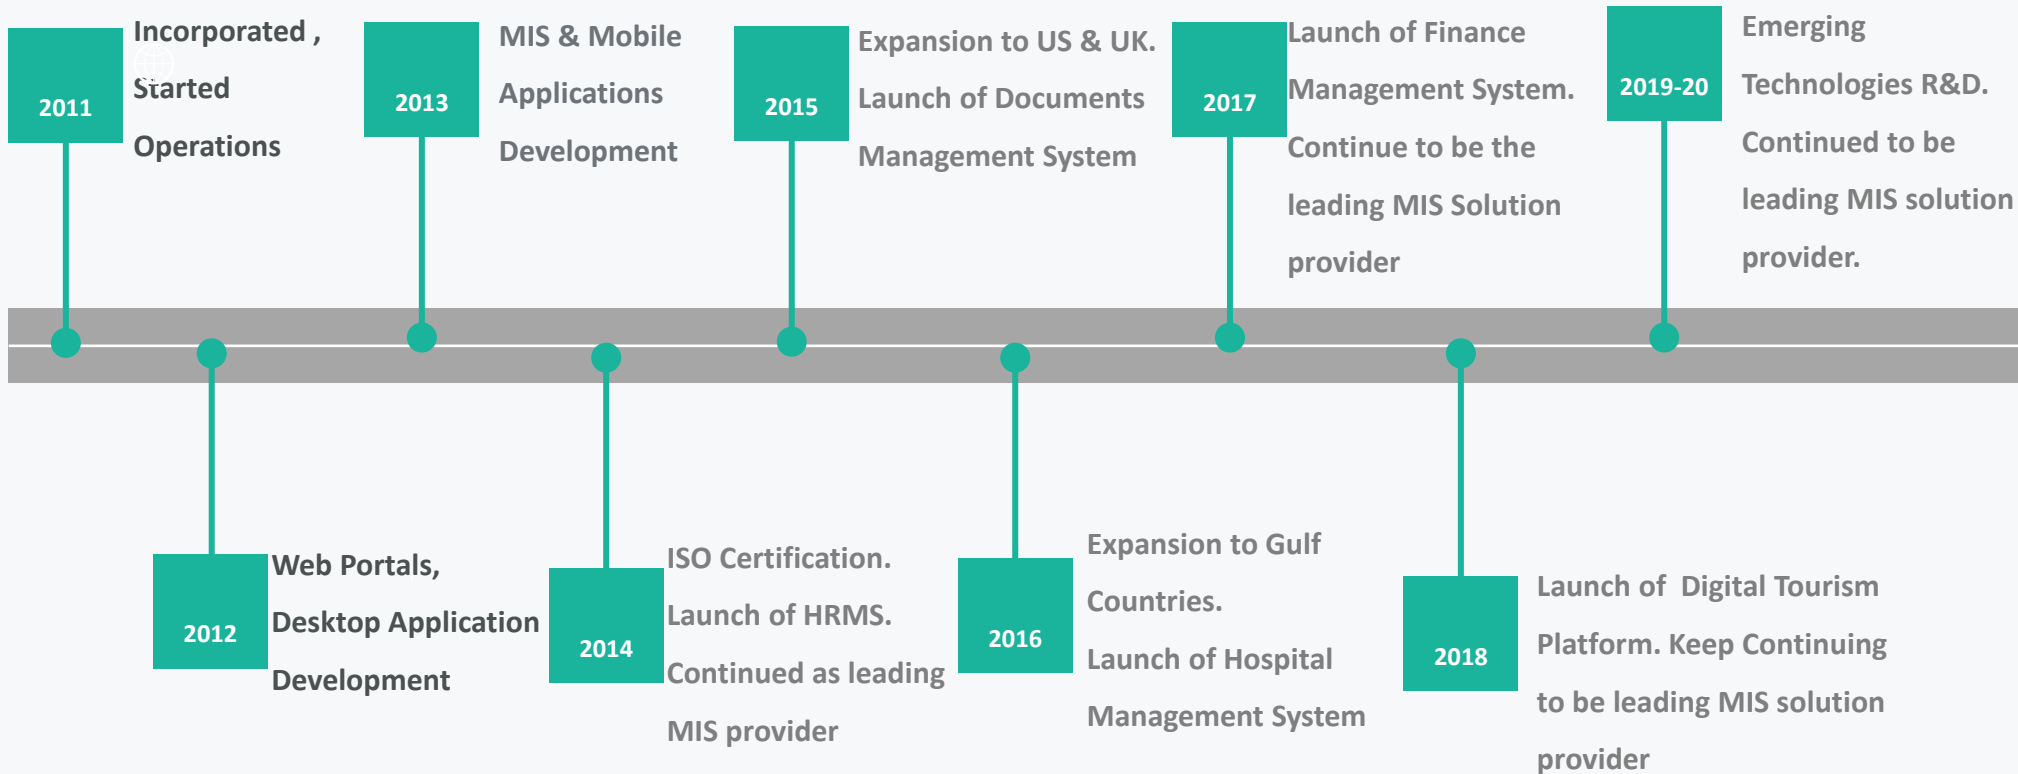 2011
Incorporated ,
Started
Operations
2012
Web Portals,
Desktop Application
Development
2013
MIS & Mobile
Applications
Development
2014
ISO Certification.
Launch of HRMS.
Continued as leading
MIS provider
2015
Expansion to US & UK.
Launch of Documents
Management System
2016
Expansion to Gulf
Countries.
Launch of Hospital
Management System
2017
Launch of Finance
Management System.
Continue to be the
leading MIS Solution
provider
2018
Launch of  Digital Tourism
Platform. Keep Continuing
to be leading MIS solution
provider
2019-20
Emerging
Technologies R&D.
Continued to be
leading MIS solution
provider.